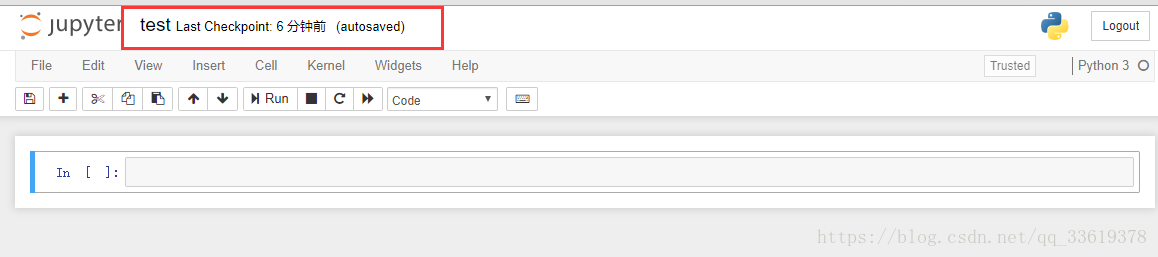 jupyter test Last Checkpoint: 6 分钟前 (autosaved) Logout
File Edit View Insert Cell Kernel Widgets Help Trusted Python 3
Run Code
In [ ]:
https://blog.csdn.net/qq_33619378